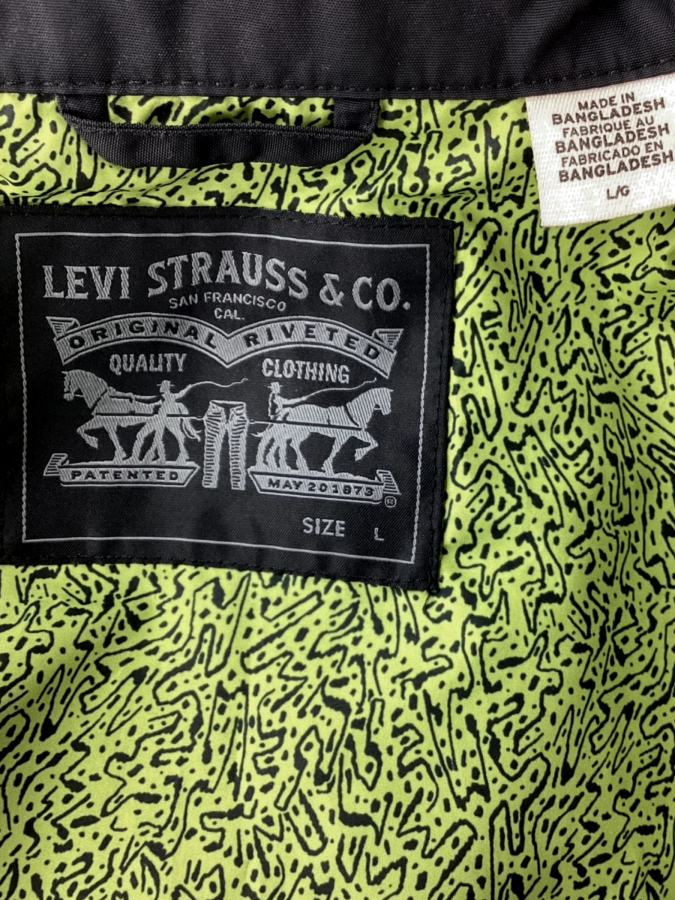 MADE IN
BANGLADESH
FABRIQUE AU
BANGLADESH
FABRICADO EN
BANGLADESH
L/G
LEVI STRAUSS & CO.
SAN FRANCISCO
CAL.
ORIGINAL RIVETED
QUALITY CLOTHING
PATENTED MAY 20 1873
®
SIZE L